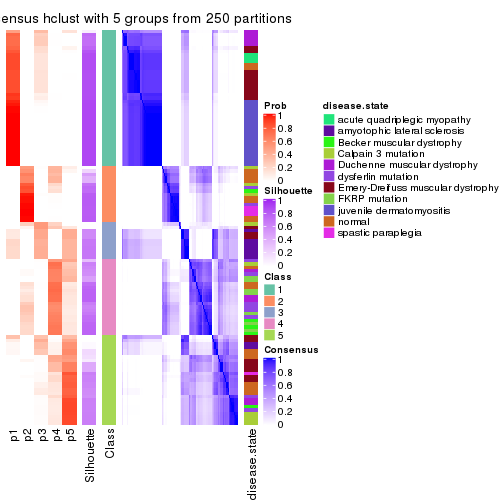 ensus hclust with 5 groups from 250 partitions
Prob
1
0.8
0.6
0.4
0.2
0
Silhouette
1
0.8
0.6
0.4
0.2
0
Class
1
2
3
4
5
Consensus
1
0.8
0.6
0.4
0.2
0
disease.state
acute quadriplegic myopathy
amyotophic lateral sclerosis
Becker muscular dystrophy
Calpain 3 mutation
Duchenne muscular dystrophy
dysferlin mutation
Emery-Dreifuss muscular dystrophy
FKRP mutation
juvenile dermatomyositis
normal
spastic paraplegia
p1
p2
p3
p4
p5
Silhouette
Class
disease.state